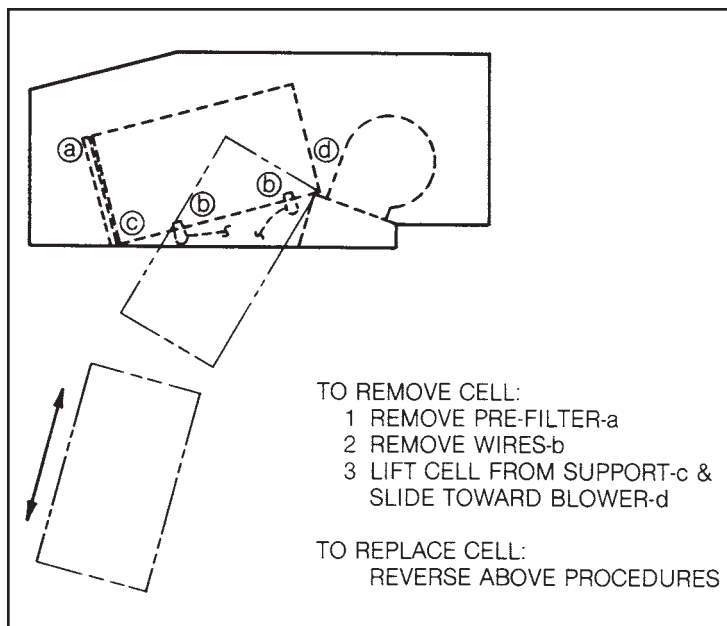 ⓐ
ⓓ
ⓑ
ⓑ
ⓒ
TO REMOVE CELL:
1 REMOVE PRE-FILTER-a
2 REMOVE WIRES-b
3 LIFT CELL FROM SUPPORT-c &
SLIDE TOWARD BLOWER-d
TO REPLACE CELL:
REVERSE ABOVE PROCEDURES